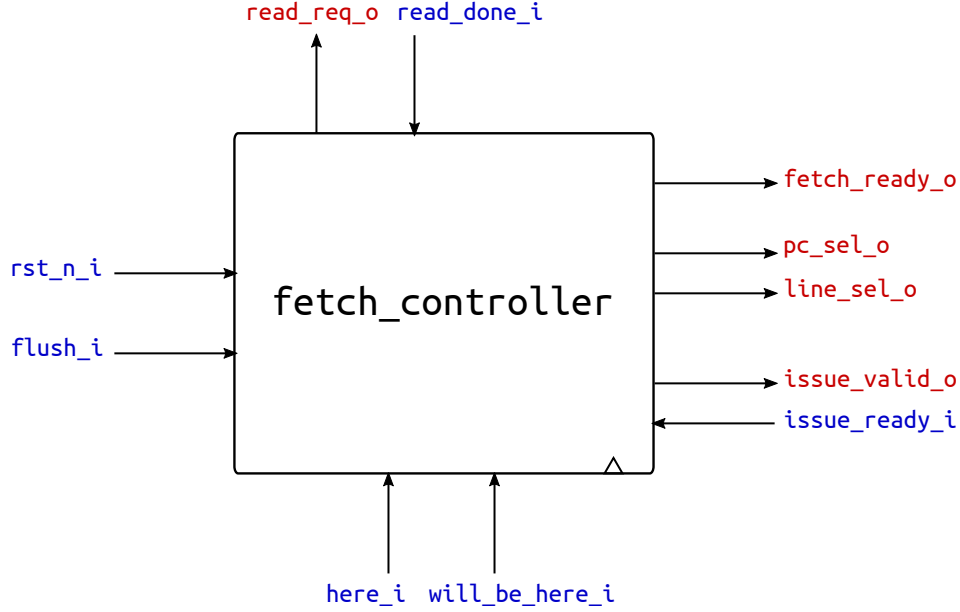 read_req_o read_done_i
fetch_ready_o
pc_sel_o
rst_n_i
line_sel_o
fetch_controller
flush_i
issue_valid_o
issue_ready_i
here_i will_be_here_i